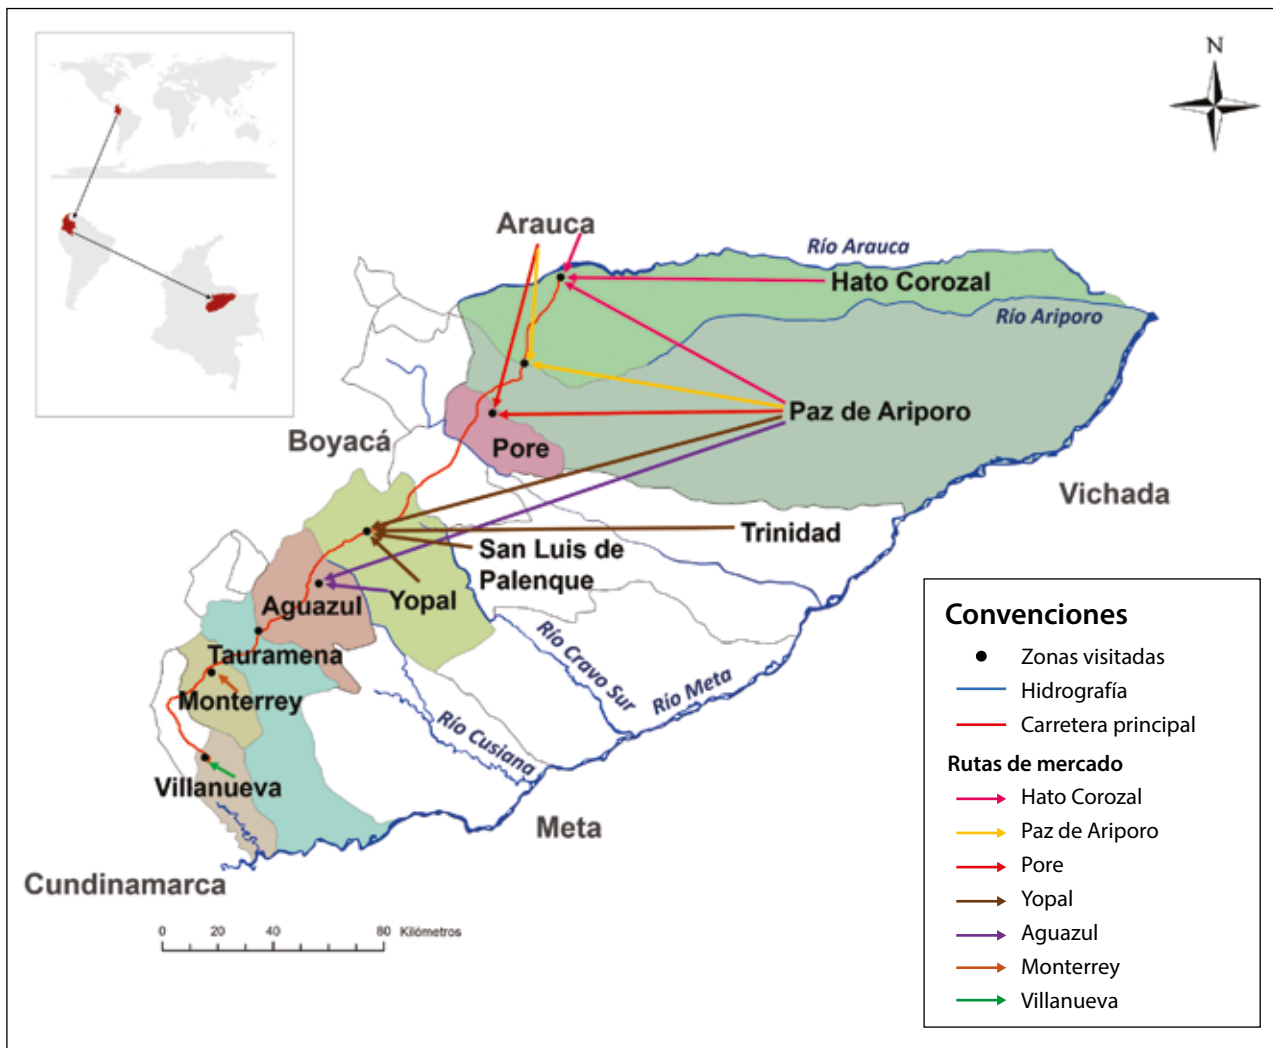 N
Arauca
Río Arauca
Hato Corozal
Río Ariporo
Paz de Ariporo
Boyacá
Pore
Vichada
Trinidad
San Luis de
Palenque
Yopal
Aguazul
Tauramena
Monterrey
Río Cravo Sur
Río Meta
Río Cusiana
Villanueva
Meta
Cundinamarca
0 20 40 80 Kilómetros
Convenciones
Zonas visitadas
Hidrografía
Carretera principal
Rutas de mercado
Hato Corozal
Paz de Ariporo
Pore
Yopal
Aguazul
Monterrey
Villanueva